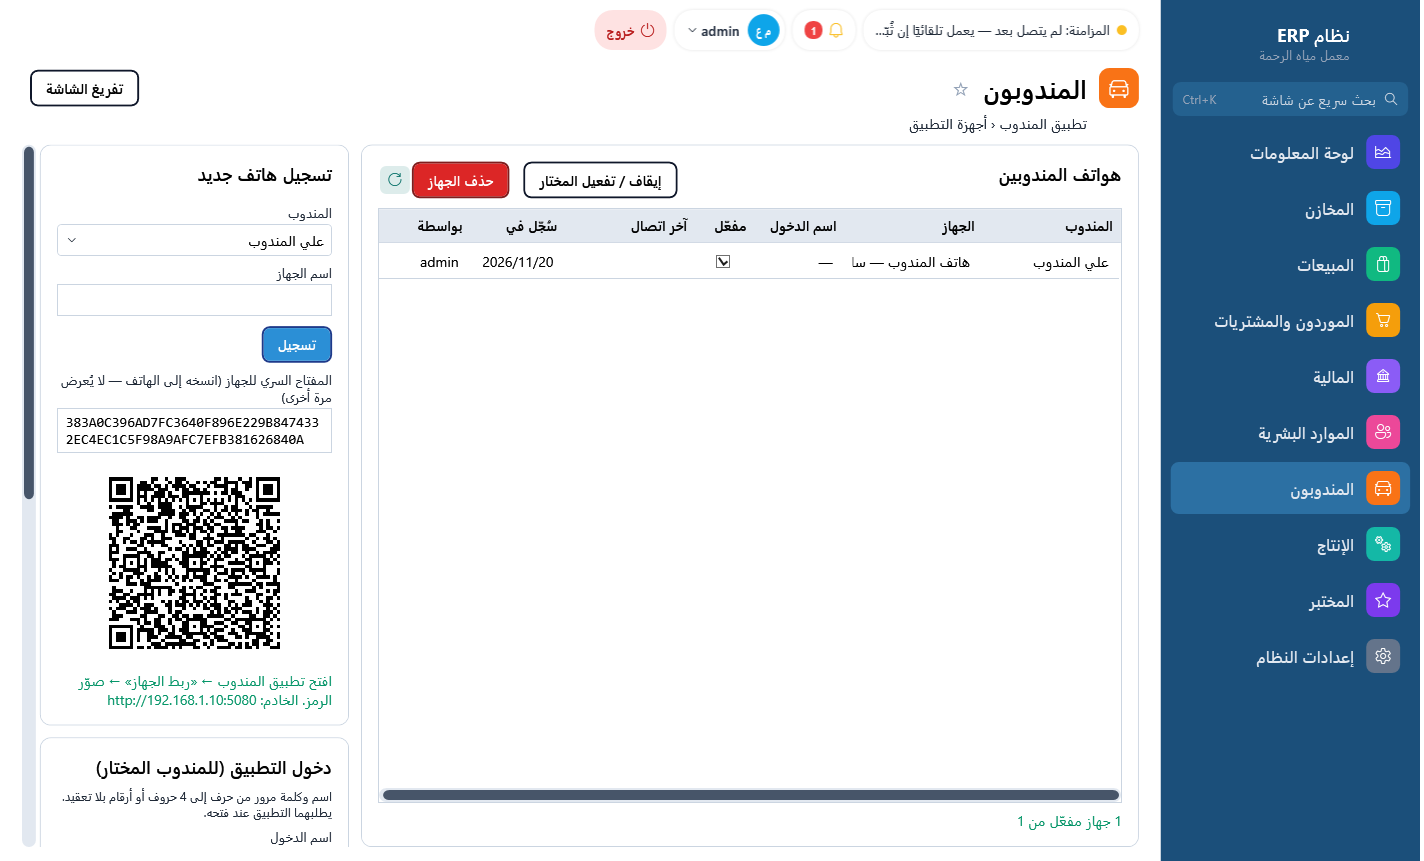 نظام ERP
معمل مياه الرحمة
بحث سريع عن شاشة
Ctrl+K
لوحة المعلومات
المخازن
المبيعات
الموردون والمشتريات
المالية
الموارد البشرية
المندوبون
الإنتاج
المختبر
إعدادات النظام
المزامنة: لم يتصل بعد — يعمل تلقائيًا إن ثُبّ...
1
م ع
admin
خروج
المندوبون
تطبيق المندوب › أجهزة التطبيق
تفريغ الشاشة
هواتف المندوبين
إيقاف / تفعيل المختار
حذف الجهاز
المندوب الجهاز اسم الدخول مفعّل آخر اتصال سُجّل في بواسطة
علي المندوب هاتف المندوب — سا — 2026/11/20 admin
1 جهاز مفعّل من 1
تسجيل هاتف جديد
المندوب
علي المندوب
اسم الجهاز
تسجيل
المفتاح السري للجهاز (انسخه إلى الهاتف — لا يُعرض
مرة أخرى)
383A0C396AD7FC3640F896E229B847433
2EC4EC1C5F98A9AFC7EFB381626840A
افتح تطبيق المندوب ← «ربط الجهاز» ← صوّر
الرمز. الخادم: http://192.168.1.10:5080
دخول التطبيق (للمندوب المختار)
اسم وكلمة مرور من حرف إلى 4 حروف أو أرقام بلا تعقيد.
يطلبهما التطبيق عند فتحه.
اسم الدخول